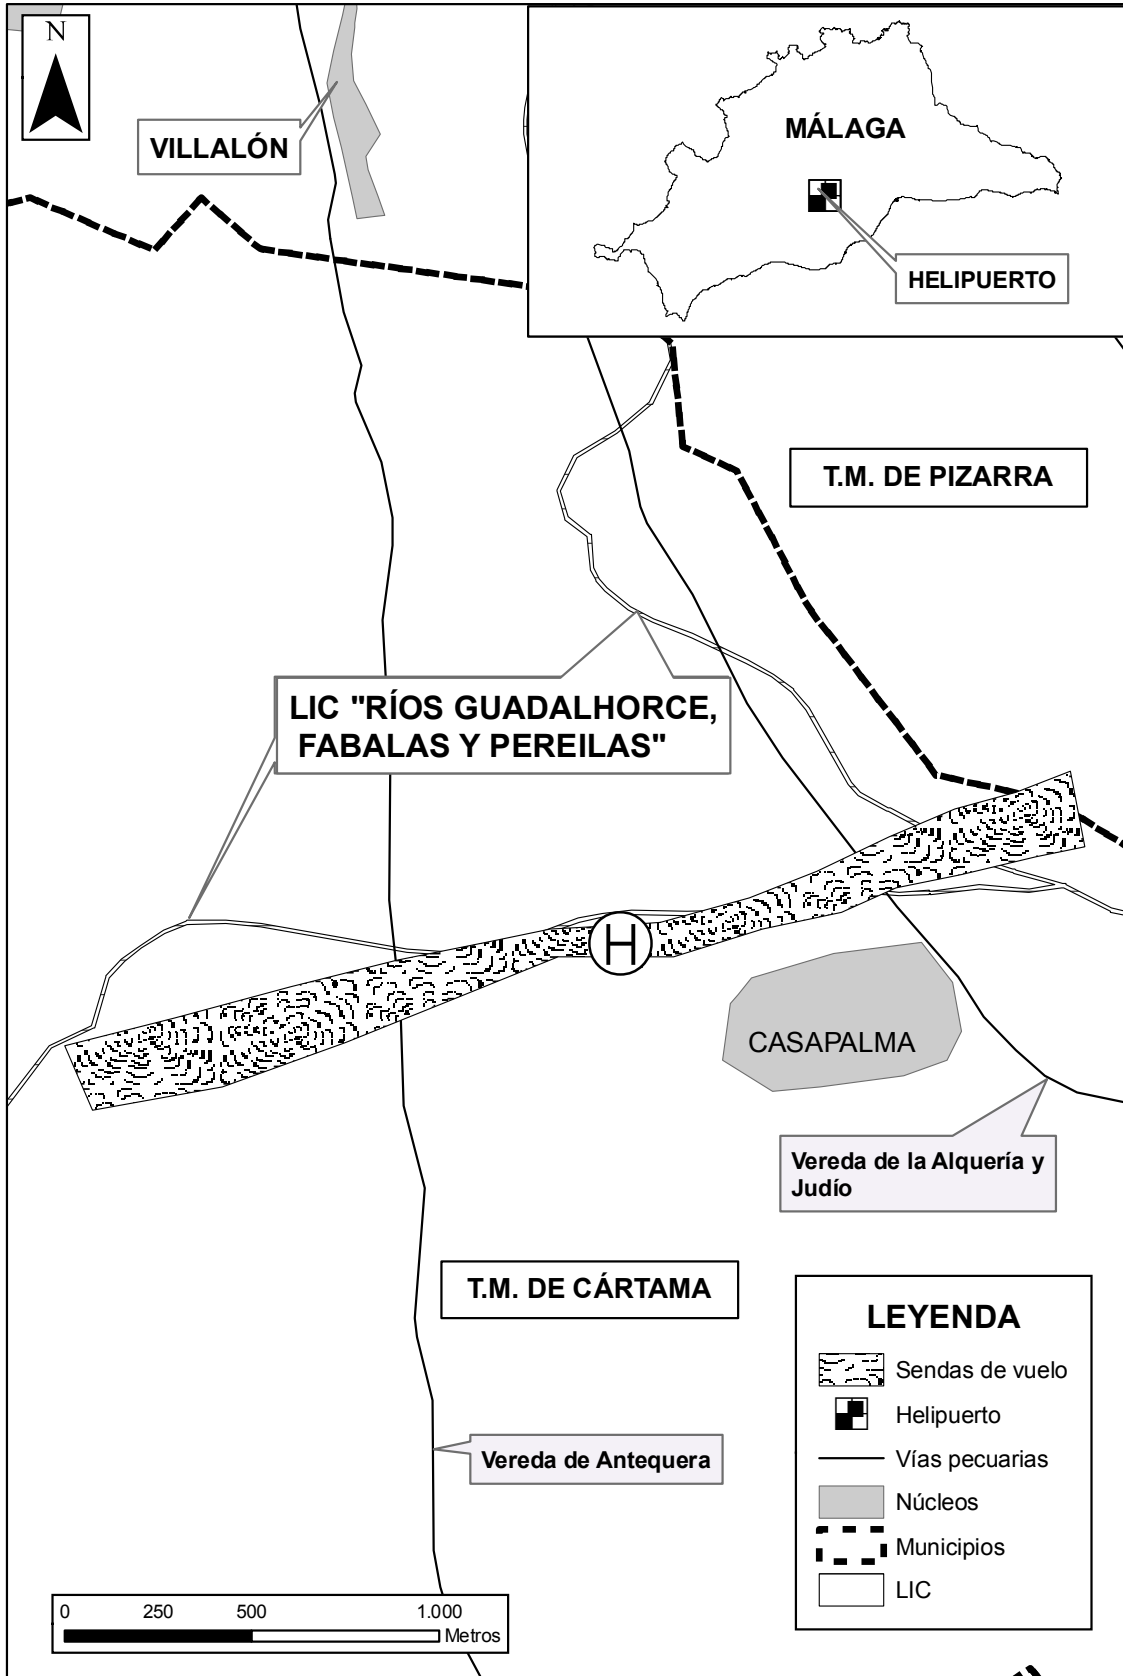 N
VILLALÓN
MÁLAGA
HELIPUERTO
T.M. DE PIZARRA
LIC "RÍOS GUADALHORCE,
FABALAS Y PEREILAS"
H
CASAPALMA
Vereda de la Alquería y
Judío
T.M. DE CÁRTAMA
Vereda de Antequera
LEYENDA
Sendas de vuelo
Helipuerto
Vías pecuarias
Núcleos
Municipios
LIC
0 250 500 1.000
Metros